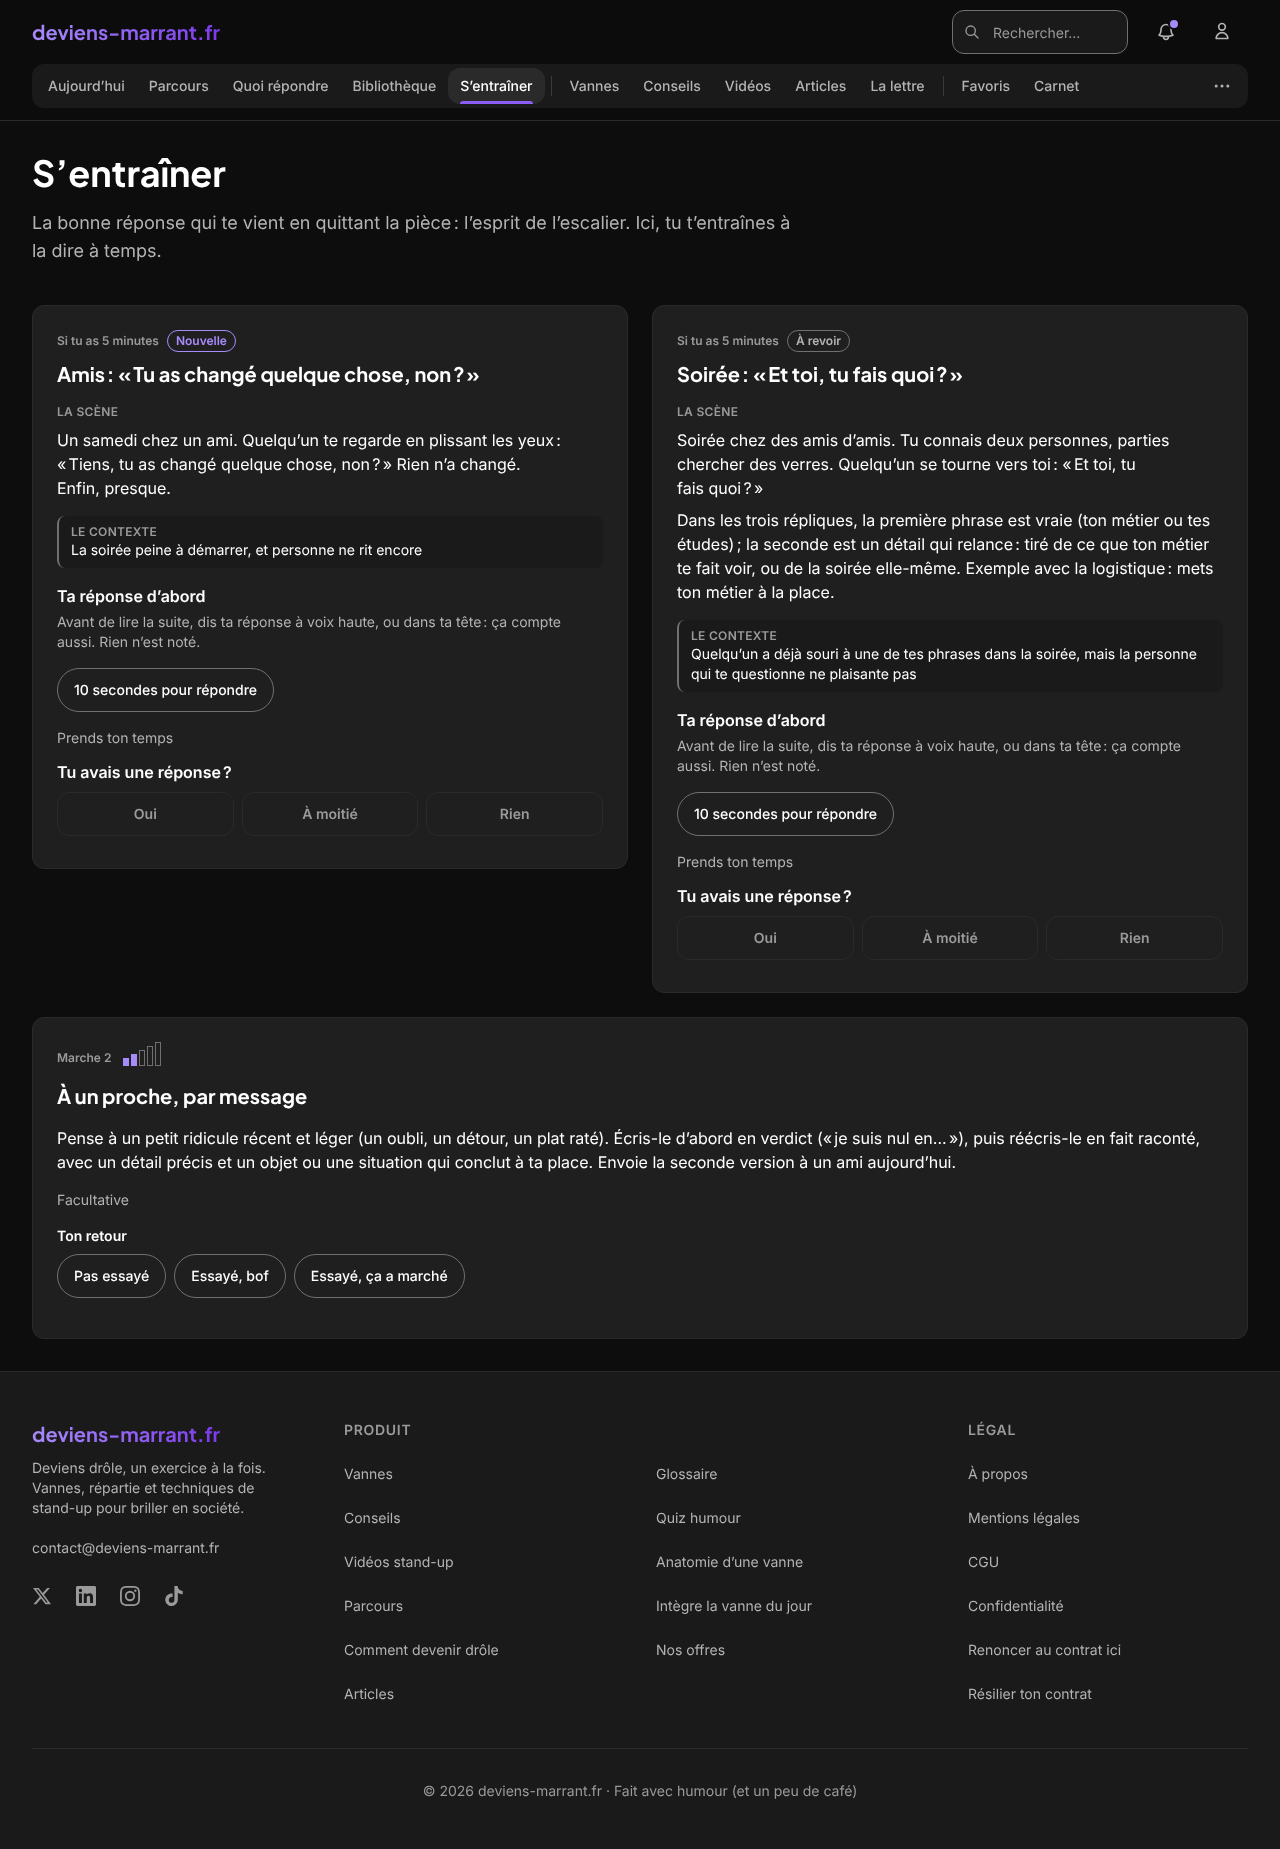 deviens-marrant.fr
Rechercher...
Aujourd’hui Parcours Quoi répondre Bibliothèque S’entraîner Vannes Conseils Vidéos Articles La lettre Favoris Carnet
S’entraîner
La bonne réponse qui te vient en quittant la pièce : l’esprit de l’escalier. Ici, tu t’entraînes à
la dire à temps.
Si tu as 5 minutes Nouvelle
Amis : « Tu as changé quelque chose, non ? »
LA SCÈNE
Un samedi chez un ami. Quelqu’un te regarde en plissant les yeux :
« Tiens, tu as changé quelque chose, non ? » Rien n’a changé.
Enfin, presque.
LE CONTEXTE
La soirée peine à démarrer, et personne ne rit encore
Ta réponse d’abord
Avant de lire la suite, dis ta réponse à voix haute, ou dans ta tête : ça compte
aussi. Rien n’est noté.
10 secondes pour répondre
Prends ton temps
Tu avais une réponse ?
Oui À moitié Rien
Si tu as 5 minutes À revoir
Soirée : « Et toi, tu fais quoi ? »
LA SCÈNE
Soirée chez des amis d’amis. Tu connais deux personnes, parties
chercher des verres. Quelqu’un se tourne vers toi : « Et toi, tu
fais quoi ? »
Dans les trois répliques, la première phrase est vraie (ton métier ou tes
études) ; la seconde est un détail qui relance : tiré de ce que ton métier
te fait voir, ou de la soirée elle-même. Exemple avec la logistique : mets
ton métier à la place.
LE CONTEXTE
Quelqu’un a déjà souri à une de tes phrases dans la soirée, mais la personne
qui te questionne ne plaisante pas
Ta réponse d’abord
Avant de lire la suite, dis ta réponse à voix haute, ou dans ta tête : ça compte
aussi. Rien n’est noté.
10 secondes pour répondre
Prends ton temps
Tu avais une réponse ?
Oui À moitié Rien
Marche 2
À un proche, par message
Pense à un petit ridicule récent et léger (un oubli, un détour, un plat raté). Écris-le d’abord en verdict (« je suis nul en… »), puis réécris-le en fait raconté,
avec un détail précis et un objet ou une situation qui conclut à ta place. Envoie la seconde version à un ami aujourd’hui.
Facultative
Ton retour
Pas essayé Essayé, bof Essayé, ça a marché
deviens-marrant.fr
Deviens drôle, un exercice à la fois.
Vannes, répartie et techniques de
stand-up pour briller en société.
contact@deviens-marrant.fr
PRODUIT
Vannes
Conseils
Vidéos stand-up
Parcours
Comment devenir drôle
Articles
Glossaire
Quiz humour
Anatomie d’une vanne
Intègre la vanne du jour
Nos offres
LÉGAL
À propos
Mentions légales
CGU
Confidentialité
Renoncer au contrat ici
Résilier ton contrat
© 2026 deviens-marrant.fr · Fait avec humour (et un peu de café)